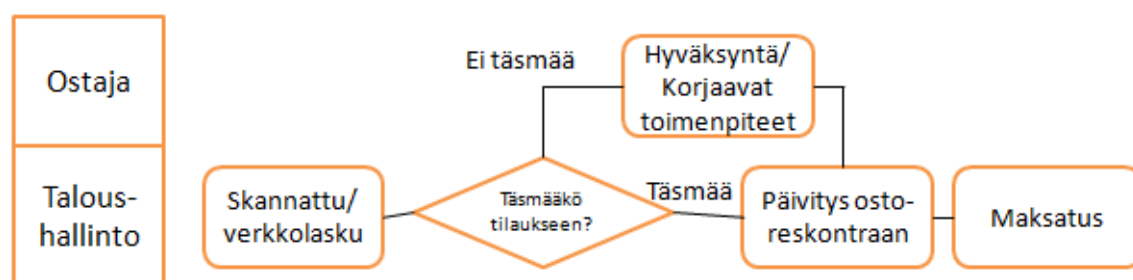 Ostaja
Talous-
hallinto
Ei täsmää
Hyväksyntä/
Korjaavat
toimenpiteet
Skannattu/
verkkolasku
Täsmääkö
tilaukseen?
Täsmää
Päivitys osto-
reskontraan
Maksatus